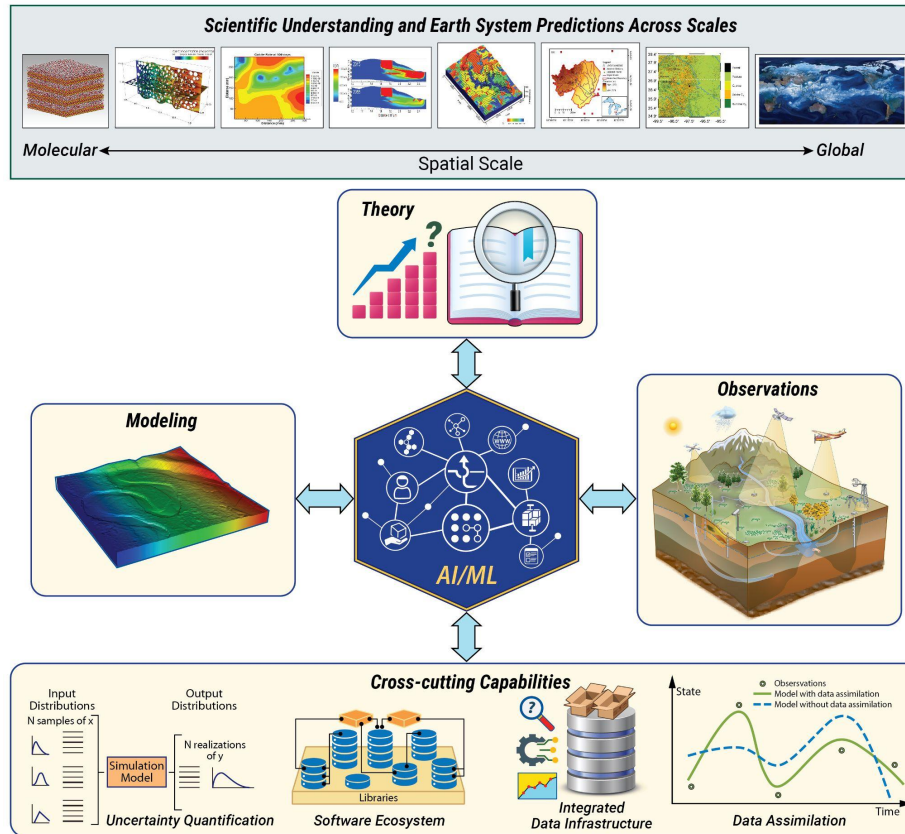 Scientific Understanding and Earth System Predictions Across Scales
Molecular
Global
Spatial Scale
Theory
?
Modeling
Observations
WWW
AI/ML
Cross-cutting Capabilities
Input
Distributions
N samples of x
Output
Distributions
Simulation
Model
N realizations
of y
Uncertainty Quantification
Libraries
Software Ecosystem
?
Integrated
Data Infrastructure
State
Obsersvations
Model with data assimilation
Model without data assimilation
Time
Data Assimilation